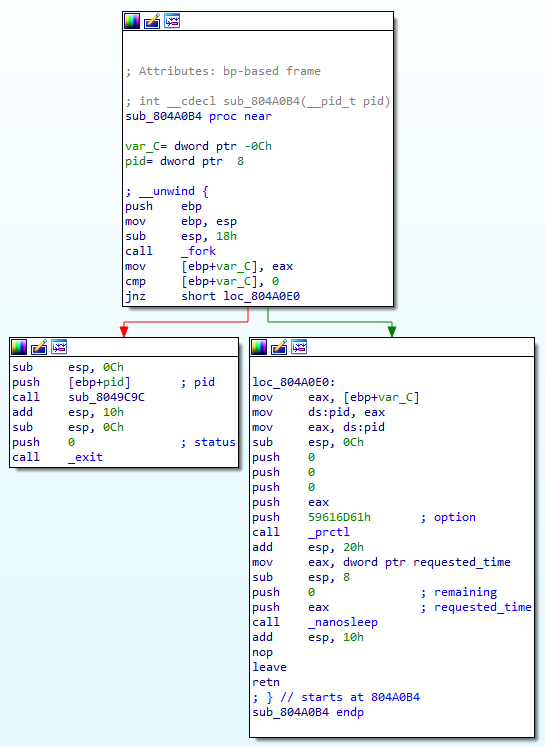 ; Attributes: bp-based frame
; int __cdecl sub_804A0B4(__pid_t pid)
sub_804A0B4 proc near
var_C= dword ptr -0Ch
pid= dword ptr  8
; __unwind {
push    ebp
mov     ebp, esp
sub     esp, 18h
call    _fork
mov     [ebp+var_C], eax
cmp     [ebp+var_C], 0
jnz     short loc_804A0E0
sub     esp, 0Ch
push    [ebp+pid]       ; pid
call    sub_8049C9C
add     esp, 10h
sub     esp, 0Ch
push    0               ; status
call    _exit
loc_804A0E0:
mov     eax, [ebp+var_C]
mov     ds:pid, eax
mov     eax, ds:pid
sub     esp, 0Ch
push    0
push    0
push    0
push    eax
push    59616D61h       ; option
call    _prctl
add     esp, 20h
mov     eax, dword ptr requested_time
sub     esp, 8
push    0               ; remaining
push    eax             ; requested_time
call    _nanosleep
add     esp, 10h
nop
leave
retn
; } // starts at 804A0B4
sub_804A0B4 endp